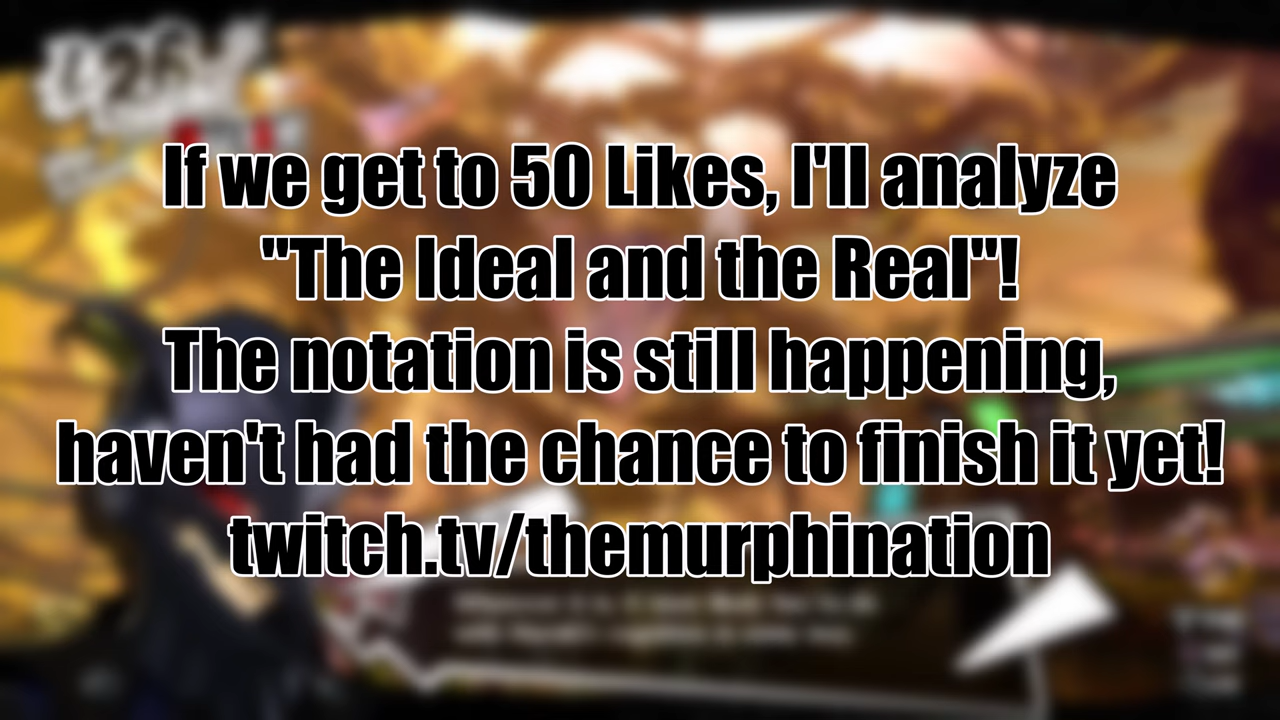 If we get to 50 Likes, I'll analyze
"The Ideal and the Real"!
The notation is still happening,
haven't had the chance to finish it yet!
twitch.tv/themurphination